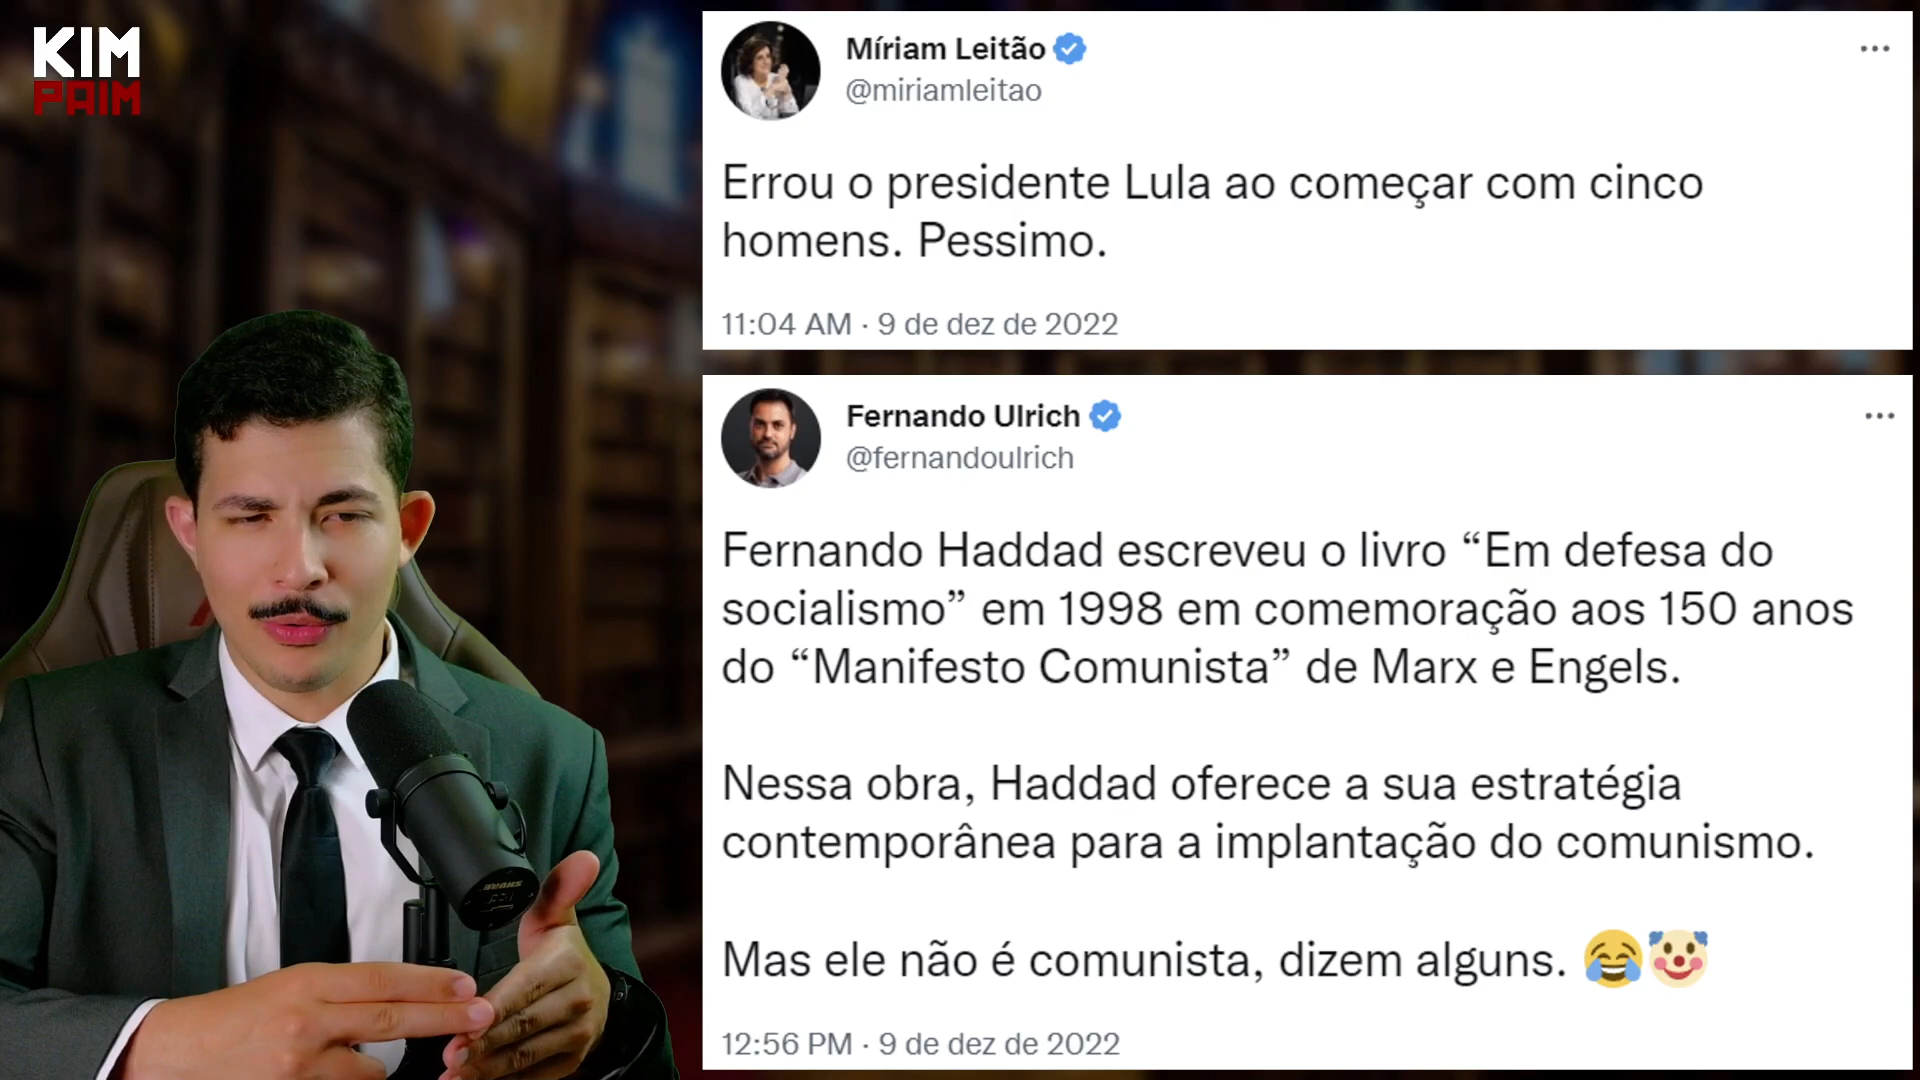 KIM
PAIM
Míriam Leitão
@miriamleitao
Errou o presidente Lula ao começar com cinco
homens. Pessimo.
11:04 AM · 9 de dez de 2022
Fernando Ulrich
@fernandoulrich
Fernando Haddad escreveu o livro “Em defesa do
socialismo” em 1998 em comemoração aos 150 anos
do “Manifesto Comunista” de Marx e Engels.
Nessa obra, Haddad oferece a sua estratégia
contemporânea para a implantação do comunismo.
Mas ele não é comunista, dizem alguns. 😂🤡
12:56 PM · 9 de dez de 2022
SHURE